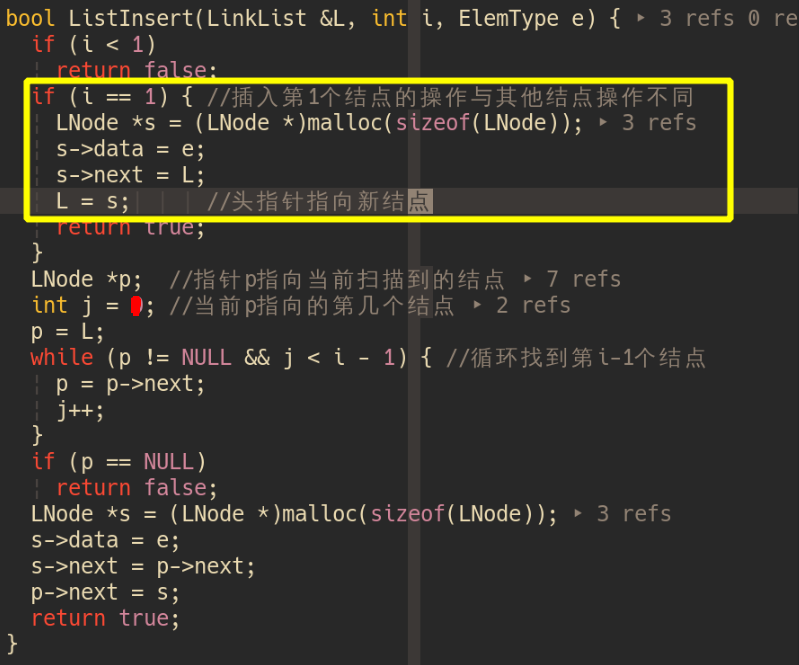 bool ListInsert(LinkList &L, int i, ElemType e) { ‣ 3 refs 0 re
if (i < 1)
return false;
if (i == 1) { //插入第1个结点的操作与其他结点操作不同
LNode *s = (LNode *)malloc(sizeof(LNode)); ‣ 3 refs
s->data = e;
s->next = L;
L = s; //头指针指向新结点
return true;
}
LNode *p; //指针p指向当前扫描到的结点 ‣ 7 refs
int j = ; //当前p指向的第几个结点 ‣ 2 refs
p = L;
while (p != NULL && j < i - 1) { //循环找到第i-1个结点
p = p->next;
j++;
}
if (p == NULL)
return false;
LNode *s = (LNode *)malloc(sizeof(LNode)); ‣ 3 refs
s->data = e;
s->next = p->next;
p->next = s;
return true;
}